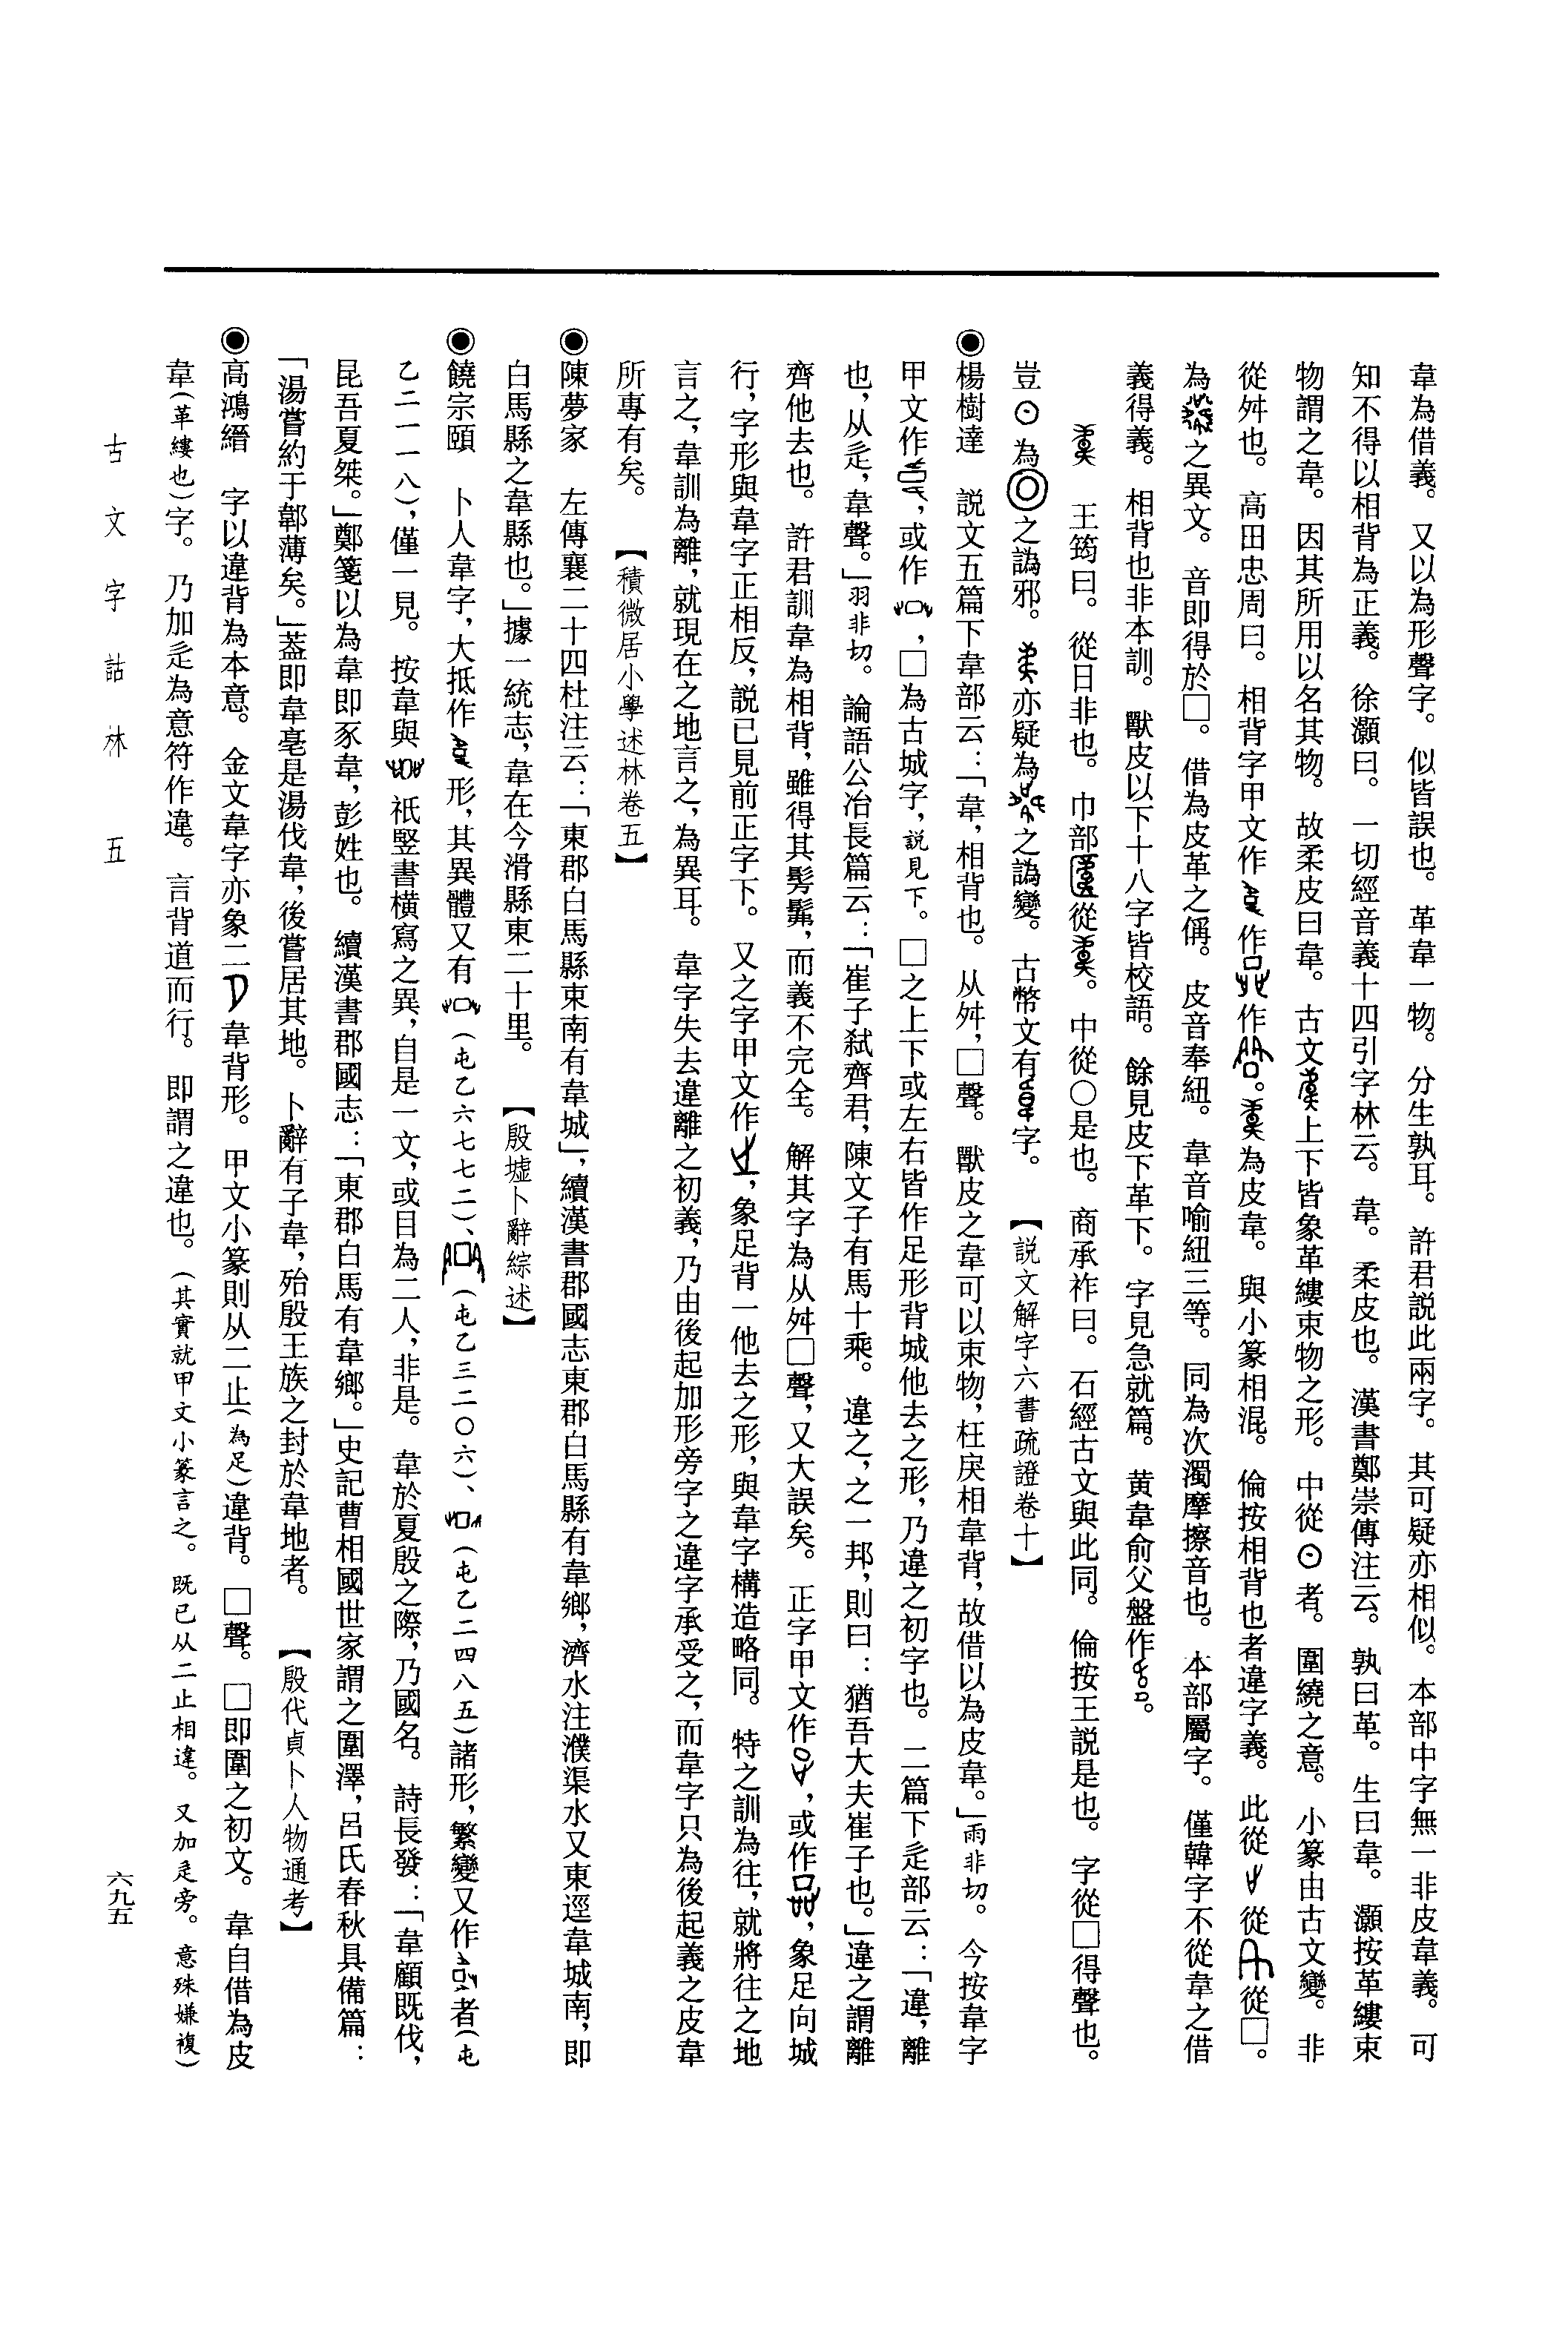 韋為借義。又以為形聲字。似皆誤也。革韋一物。分生孰耳。許君説此兩字。其可疑亦相似。本部中字無一非皮韋義。可
知不得以相背為正義。徐灝曰。一切經音義十四引字林云。韋。柔皮也。漢書鄭崇傳注云。孰曰革。生曰韋。灝按革縷束
物謂之韋。因其所用以名其物。故柔皮曰韋。古文上下皆象革縷束物之形。中從者。圍繞之意。小篆由古文變。非
從舛也。高田忠周曰。相背字甲文作作作。為皮韋。與小篆相混。倫按相背也者違字義。此從從從囗。
為之異文。音即得於囗。借為皮革之偁。皮音奉紐。韋音喻紐三等。同為次濁摩擦音也。本部屬字。僅韓字不從韋之借
義得義。相背也非本訓。獸皮以下十八字皆校語。餘見皮下革下。字見急就篇。黃韋俞父盤作。
王筠曰。從日非也。巾部從。中從〇是也。商承祚曰。石經古文與此同。倫按王説是也。字從囗得聲也。
豈為之譌邪。亦疑為之譌變。古幣文有字。【説文解字六書疏證卷十】
◉楊樹達　説文五篇下韋部云：「韋，相背也。从舛，囗聲。獸皮之韋可以束物，枉戾相韋背，故借以為皮韋。」雨非切。今按韋字
甲文作，或作，囗為古城字，説見下。囗之上下或左右皆作足形背城他去之形，乃違之初字也。二篇下辵部云：「違，離
也，从辵，韋聲。」羽非切。論語公冶長篇云：「崔子弒齊君，陳文子有馬十乘。違之，之一邦，則曰：猶吾大夫崔子也。」違之謂離
齊他去也。許君訓韋為相背，雖得其髣髴，而義不完全。解其字為从舛囗聲，又大誤矣。正字甲文作，或作，象足向城
行，字形與韋字正相反，説已見前正字下。又之字甲文作，象足背一他去之形，與韋字構造略同。特之訓為往，就將往之地
言之，韋訓為離，就現在之地言之，為異耳。韋字失去違離之初義，乃由後起加形旁字之違字承受之，而韋字只為後起義之皮韋
所專有矣。【積微居小學述林卷五】
◉陳夢家　左傳襄二十四杜注云：「東郡白馬縣東南有韋城」，續漢書郡國志東郡白馬縣有韋鄉，濟水注濮渠水又東逕韋城南，即
白馬縣之韋縣也。」據一統志，韋在今滑縣東二十里。【殷墟卜辭綜述】
◉饒宗頤　卜人韋字，大抵作形，其異體又有（屯乙六七七二）、（屯乙三二〇六）、（屯乙二四八五）諸形，繁變又作者（屯
乙二一一八），僅一見。按韋與祇竪書橫寫之異，自是一文，或目為二人，非是。韋於夏殷之際，乃國名。詩長發：「韋顧既伐，
昆吾夏桀。」鄭箋以為韋即豕韋，彭姓也。續漢書郡國志：「東郡白馬有韋鄉。」史記曹相國世家謂之圍澤，呂氏春秋具備篇：
「湯嘗約于鄣薄矣。」蓋即韋亳是湯伐韋，後嘗居其地。卜辭有子韋，殆殷王族之封於韋地者。【殷代貞卜人物通考】
◉高鴻縉　字以違背為本意。金文韋字亦象二韋背形。甲文小篆則从二止（為足）違背。囗聲。囗即圍之初文。韋自借為皮
韋（革縷也）字。乃加辵為意符作違。言背道而行。即謂之違也。（其實就甲文小篆言之。既已从二止相違。又加辵旁。意殊嫌複）
古文字詁林　五
六九五